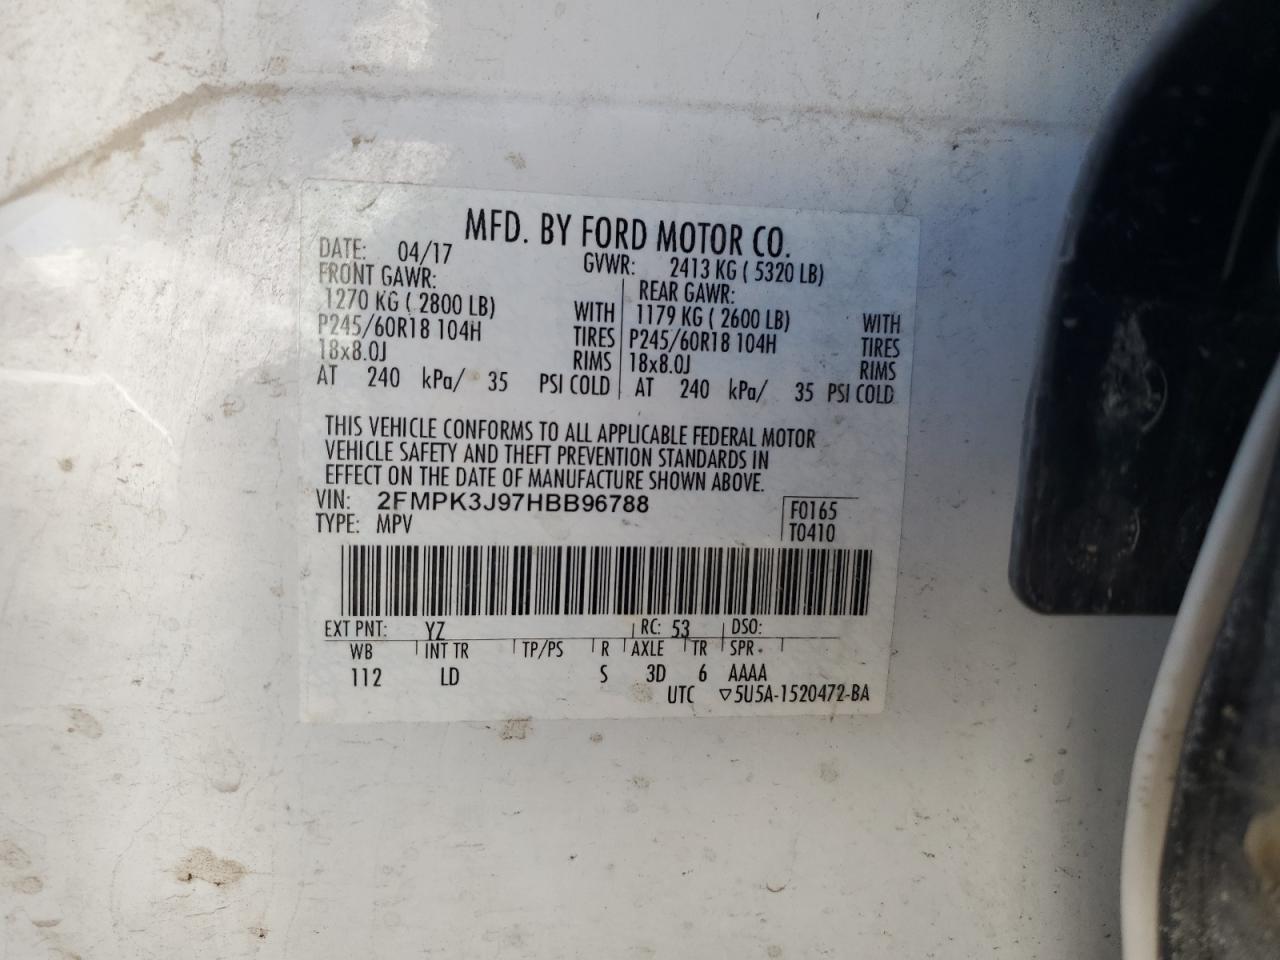 MFD. BY FORD MOTOR CO.
DATE: 04/17 GVWR: 2413 KG ( 5320 LB)
FRONT GAWR: REAR GAWR:
1270 KG ( 2800 LB) WITH 1179 KG ( 2600 LB) WITH
P245/60R18 104H TIRES P245/60R18 104H TIRES
18x8.0J RIMS 18x8.0J RIMS
AT 240 kPa/ 35 PSI COLD AT 240 kPa/ 35 PSI COLD
THIS VEHICLE CONFORMS TO ALL APPLICABLE FEDERAL MOTOR
VEHICLE SAFETY AND THEFT PREVENTION STANDARDS IN
EFFECT ON THE DATE OF MANUFACTURE SHOWN ABOVE.
VIN: 2FMPK3J97HBB96788 F0165
TYPE: MPV T0410
EXT PNT: YZ RC: 53 DSO:
WB INT TR TP/PS R AXLE TR SPR
112 LD S 3D 6 AAAA
UTC ▽5U5A-1520472-BA